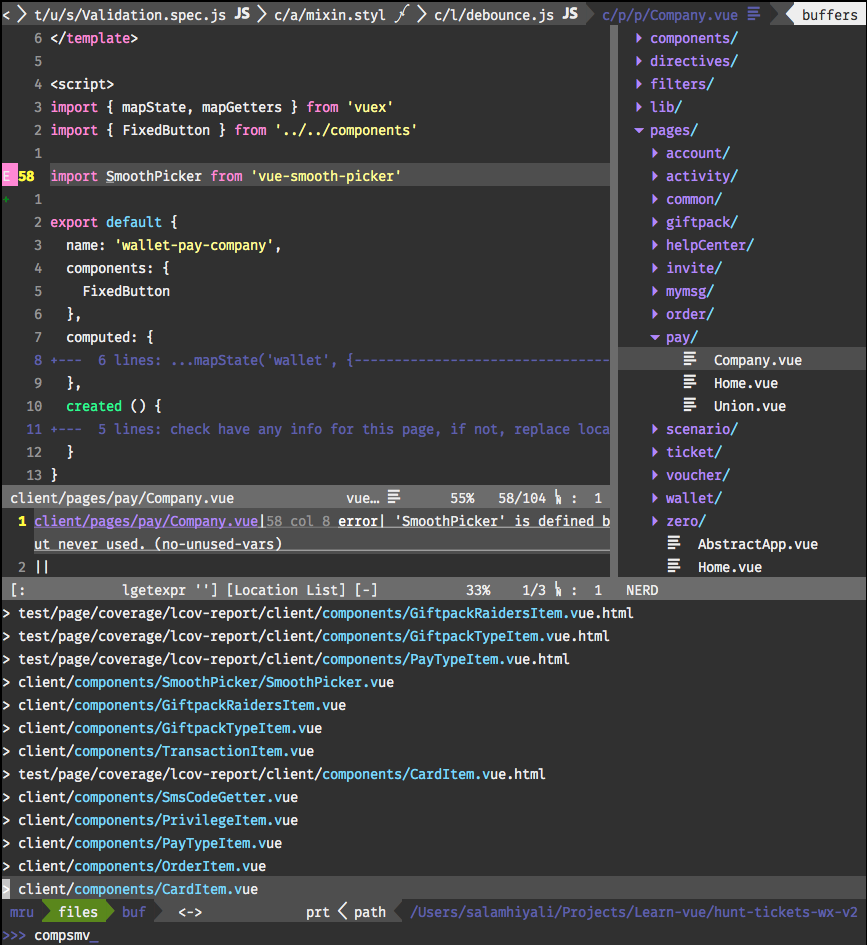 < > t/u/s/Validation.spec.js JS > c/a/mixin.styl > c/l/debounce.js JS > c/p/p/Company.vue buffers
6 </template>
5
4 <script>
3 import { mapState, mapGetters } from 'vuex'
2 import { FixedButton } from '../../components'
1
E 58 import SmoothPicker from 'vue-smooth-picker'
+ 1
2 export default {
3 name: 'wallet-pay-company',
4 components: {
5 FixedButton
6 },
7 computed: {
8 +--- 6 lines: ...mapState('wallet', {--------------------------------
9 },
10 created () {
11 +--- 5 lines: check have any info for this page, if not, replace loca
12 }
13 }
client/pages/pay/Company.vue vue… 55% 58/104 : 1
1 client/pages/pay/Company.vue|58 col 8 error| 'SmoothPicker' is defined b
ut never used. (no-unused-vars)
2 ||
[: lgetexpr ''] [Location List] [-] 33% 1/3 : 1
components/
directives/
filters/
lib/
pages/
account/
activity/
common/
giftpack/
helpCenter/
invite/
mymsg/
order/
pay/
Company.vue
Home.vue
Union.vue
scenario/
ticket/
voucher/
wallet/
zero/
AbstractApp.vue
Home.vue
NERD
> test/page/coverage/lcov-report/client/components/GiftpackRaidersItem.vue.html
> test/page/coverage/lcov-report/client/components/GiftpackTypeItem.vue.html
> test/page/coverage/lcov-report/client/components/PayTypeItem.vue.html
> client/components/SmoothPicker/SmoothPicker.vue
> client/components/GiftpackRaidersItem.vue
> client/components/GiftpackTypeItem.vue
> client/components/TransactionItem.vue
> test/page/coverage/lcov-report/client/components/CardItem.vue.html
> client/components/SmsCodeGetter.vue
> client/components/PrivilegeItem.vue
> client/components/PayTypeItem.vue
> client/components/OrderItem.vue
> client/components/CardItem.vue
mru files buf <-> prt < path /Users/salamhiyali/Projects/Learn-vue/hunt-tickets-wx-v2
>>> compsmv_